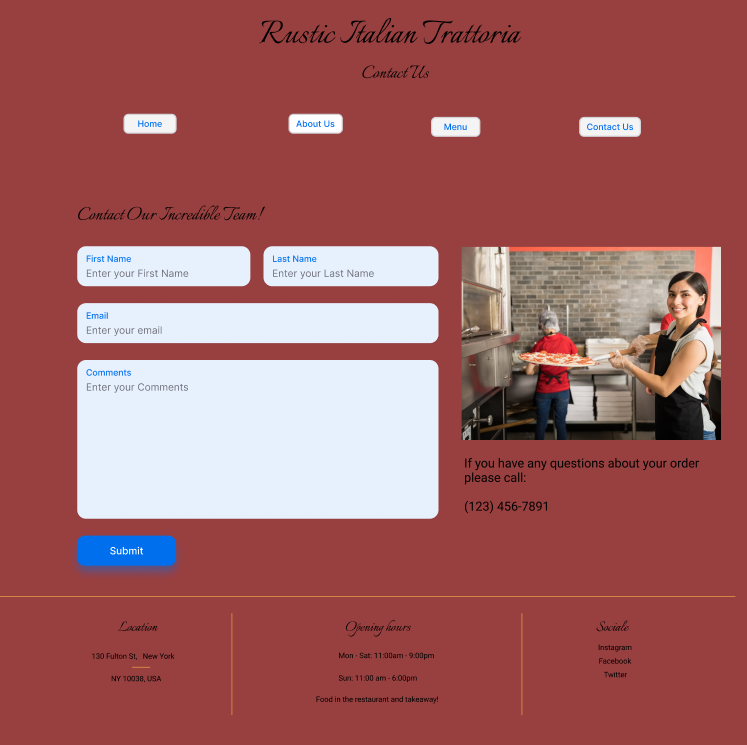 Rustic Italian Trattoria
Contact Us
Home
About Us
Menu
Contact Us
Contact Our Incredible Team!
First Name
Enter your First Name
Last Name
Enter your Last Name
Email
Enter your email
Comments
Enter your Comments
If you have any questions about your order
please call:
(123) 456-7891
Submit
Location
130 Fulton St, New York
NY 10038, USA
Opening hours
Mon - Sat: 11:00am - 9:00pm
Sun: 11:00 am - 6:00pm
Food in the restaurant and takeaway!
Sociale
Instagram
Facebook
Twitter